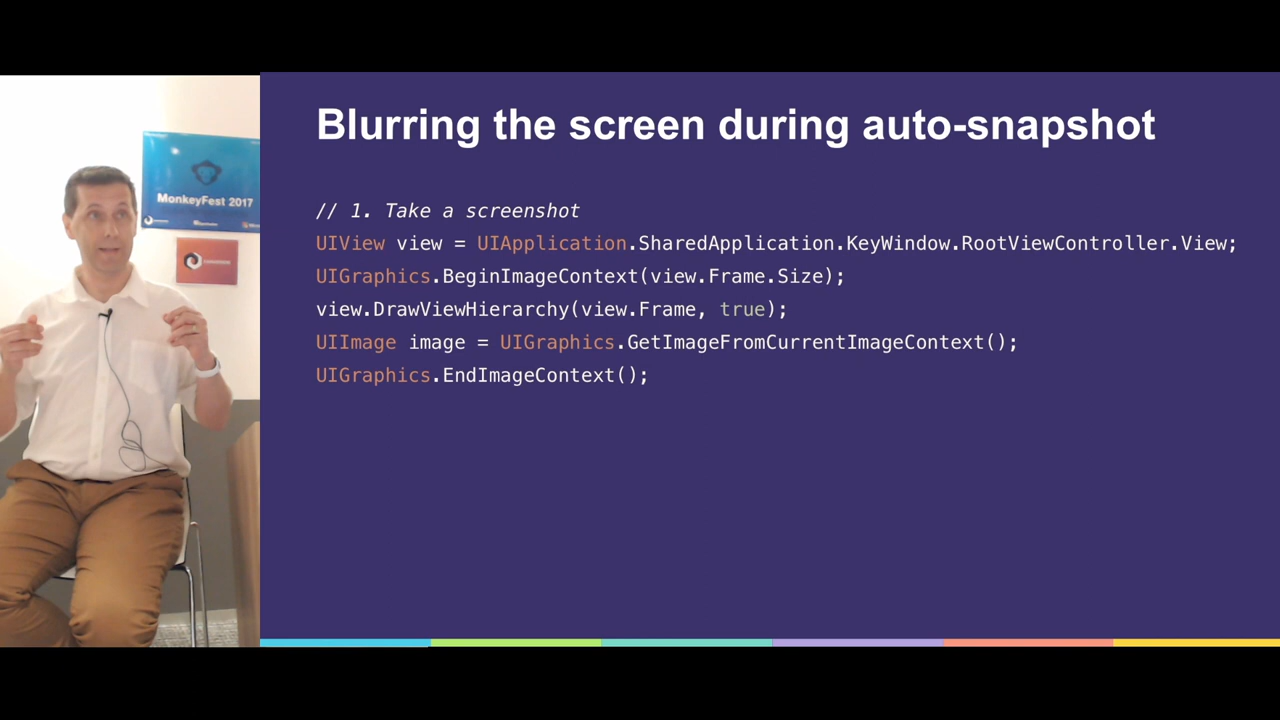 Blurring the screen during auto-snapshot
// 1. Take a screenshot
UIView view = UIApplication.SharedApplication.KeyWindow.RootViewController.View;
UIGraphics.BeginImageContext(view.Frame.Size);
view.DrawViewHierarchy(view.Frame, true);
UIImage image = UIGraphics.GetImageFromCurrentImageContext();
UIGraphics.EndImageContext();
MonkeyFest 2017